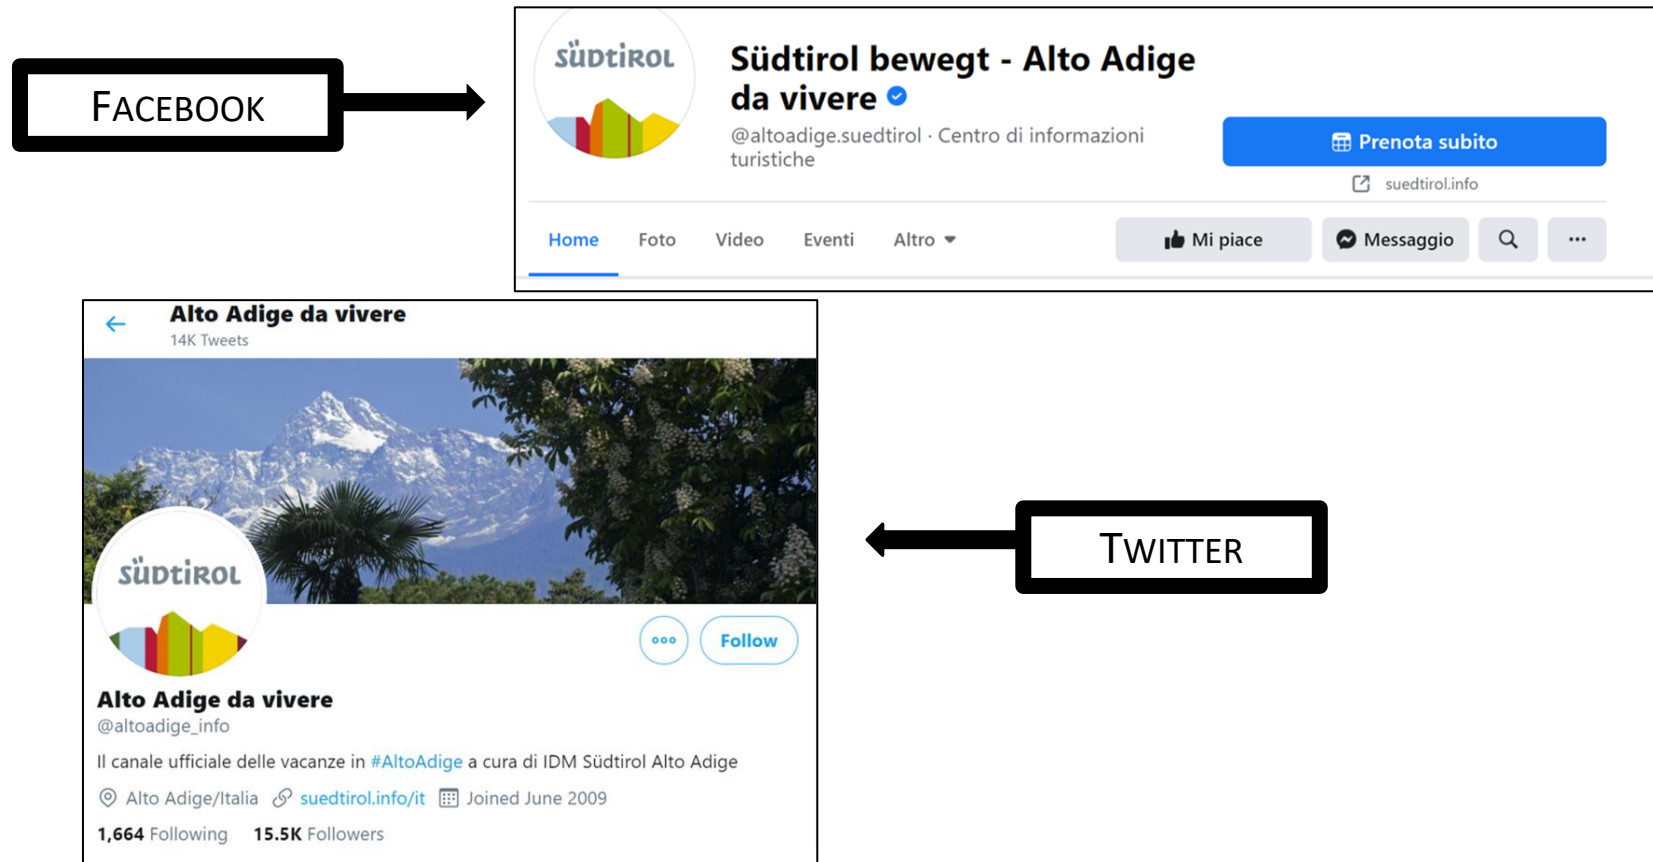 FACEBOOK
SÜDTIROL
Südtirol bewegt - Alto Adige
da vivere
@altoadige.suedtirol · Centro di informazioni
turistiche
Prenota subito
suedtirol.info
Home Foto Video Eventi Altro
Mi piace Messaggio
Alto Adige da vivere
14K Tweets
SÜDTIROL
Follow
TWITTER
Alto Adige da vivere
@altoadige_info
Il canale ufficiale delle vacanze in #AltoAdige a cura di IDM Südtirol Alto Adige
Alto Adige/Italia suedtirol.info/it Joined June 2009
1,664 Following 15.5K Followers